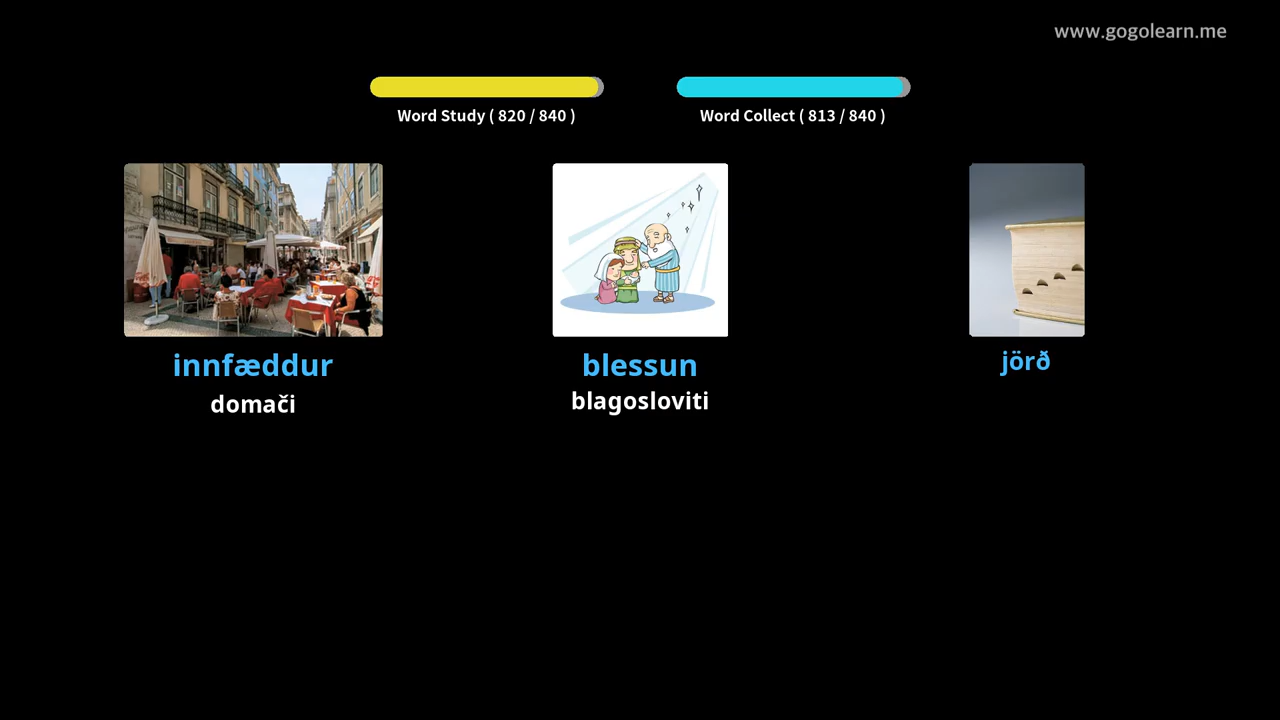 www.gogolearn.me
Word Study ( 820 / 840 )
Word Collect ( 813 / 840 )
innfæddur
domači
blessun
blagosloviti
jörð